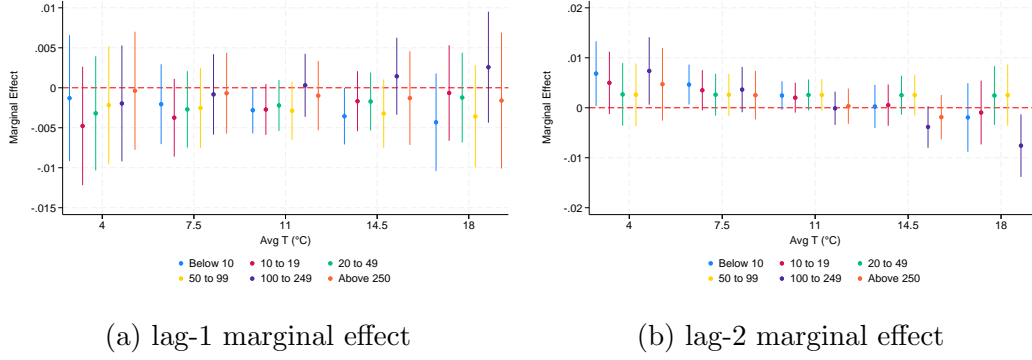 .01
.005
0
-.005
-.01
-.015
Marginal Effect
4 7.5 11 14.5 18
Avg T (°C)
Below 10 10 to 19 20 to 49
50 to 99 100 to 249 Above 250
(a) lag-1 marginal effect
.02
.01
0
-.01
-.02
Marginal Effect
4 7.5 11 14.5 18
Avg T (°C)
Below 10 10 to 19 20 to 49
50 to 99 100 to 249 Above 250
(b) lag-2 marginal effect